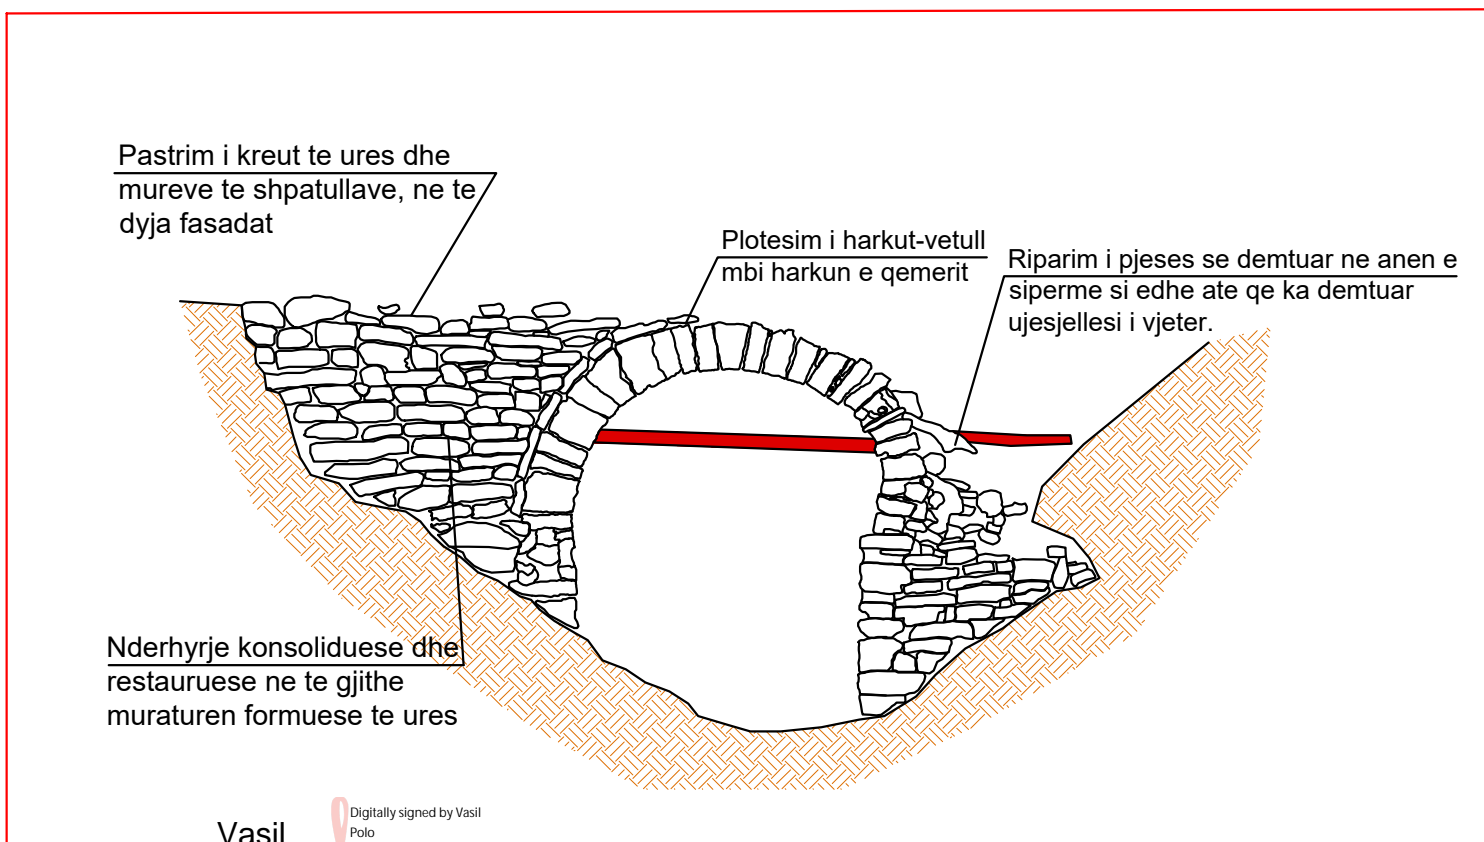 Pastrim i kreut te ures dhe
mureve te shpatullave, ne te
dyja fasadat
Plotesim i harkut-vetull
mbi harkun e qemerit
Riparim i pjeses se demtuar ne anen e
siperme si edhe ate qe ka demtuar
ujesjellesi i vjeter.
Nderhyrje konsoliduese dhe
restauruese ne te gjithe
muraturen formuese te ures
Vasil
Digitally signed by Vasil
Polo